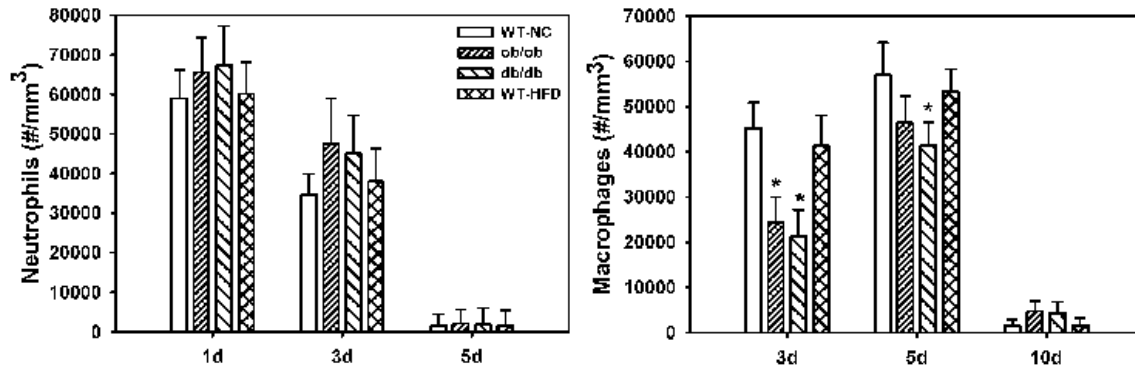 Neutrophils (#/mm³)
80000
70000
60000
50000
40000
30000
20000
10000
0
1d 3d 5d
WT-NC
ob/ob
db/db
WT-HFD
Macrophages (#/mm³)
70000
60000
50000
40000
30000
20000
10000
0
* * *
3d 5d 10d